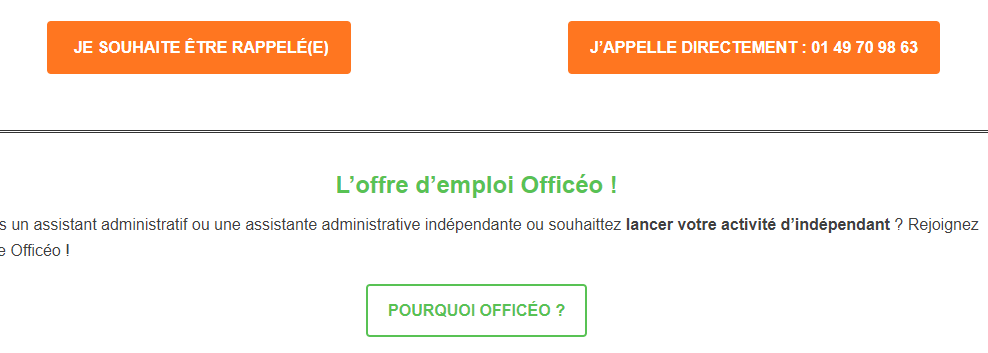 JE SOUHAITE ÊTRE RAPPELÉ(E)
J’APPELLE DIRECTEMENT : 01 49 70 98 63
L’offre d’emploi Officéo !
s un assistant administratif ou une assistante administrative indépendante ou souhaittez lancer votre activité d’indépendant ? Rejoignez
e Officéo !
POURQUOI OFFICÉO ?